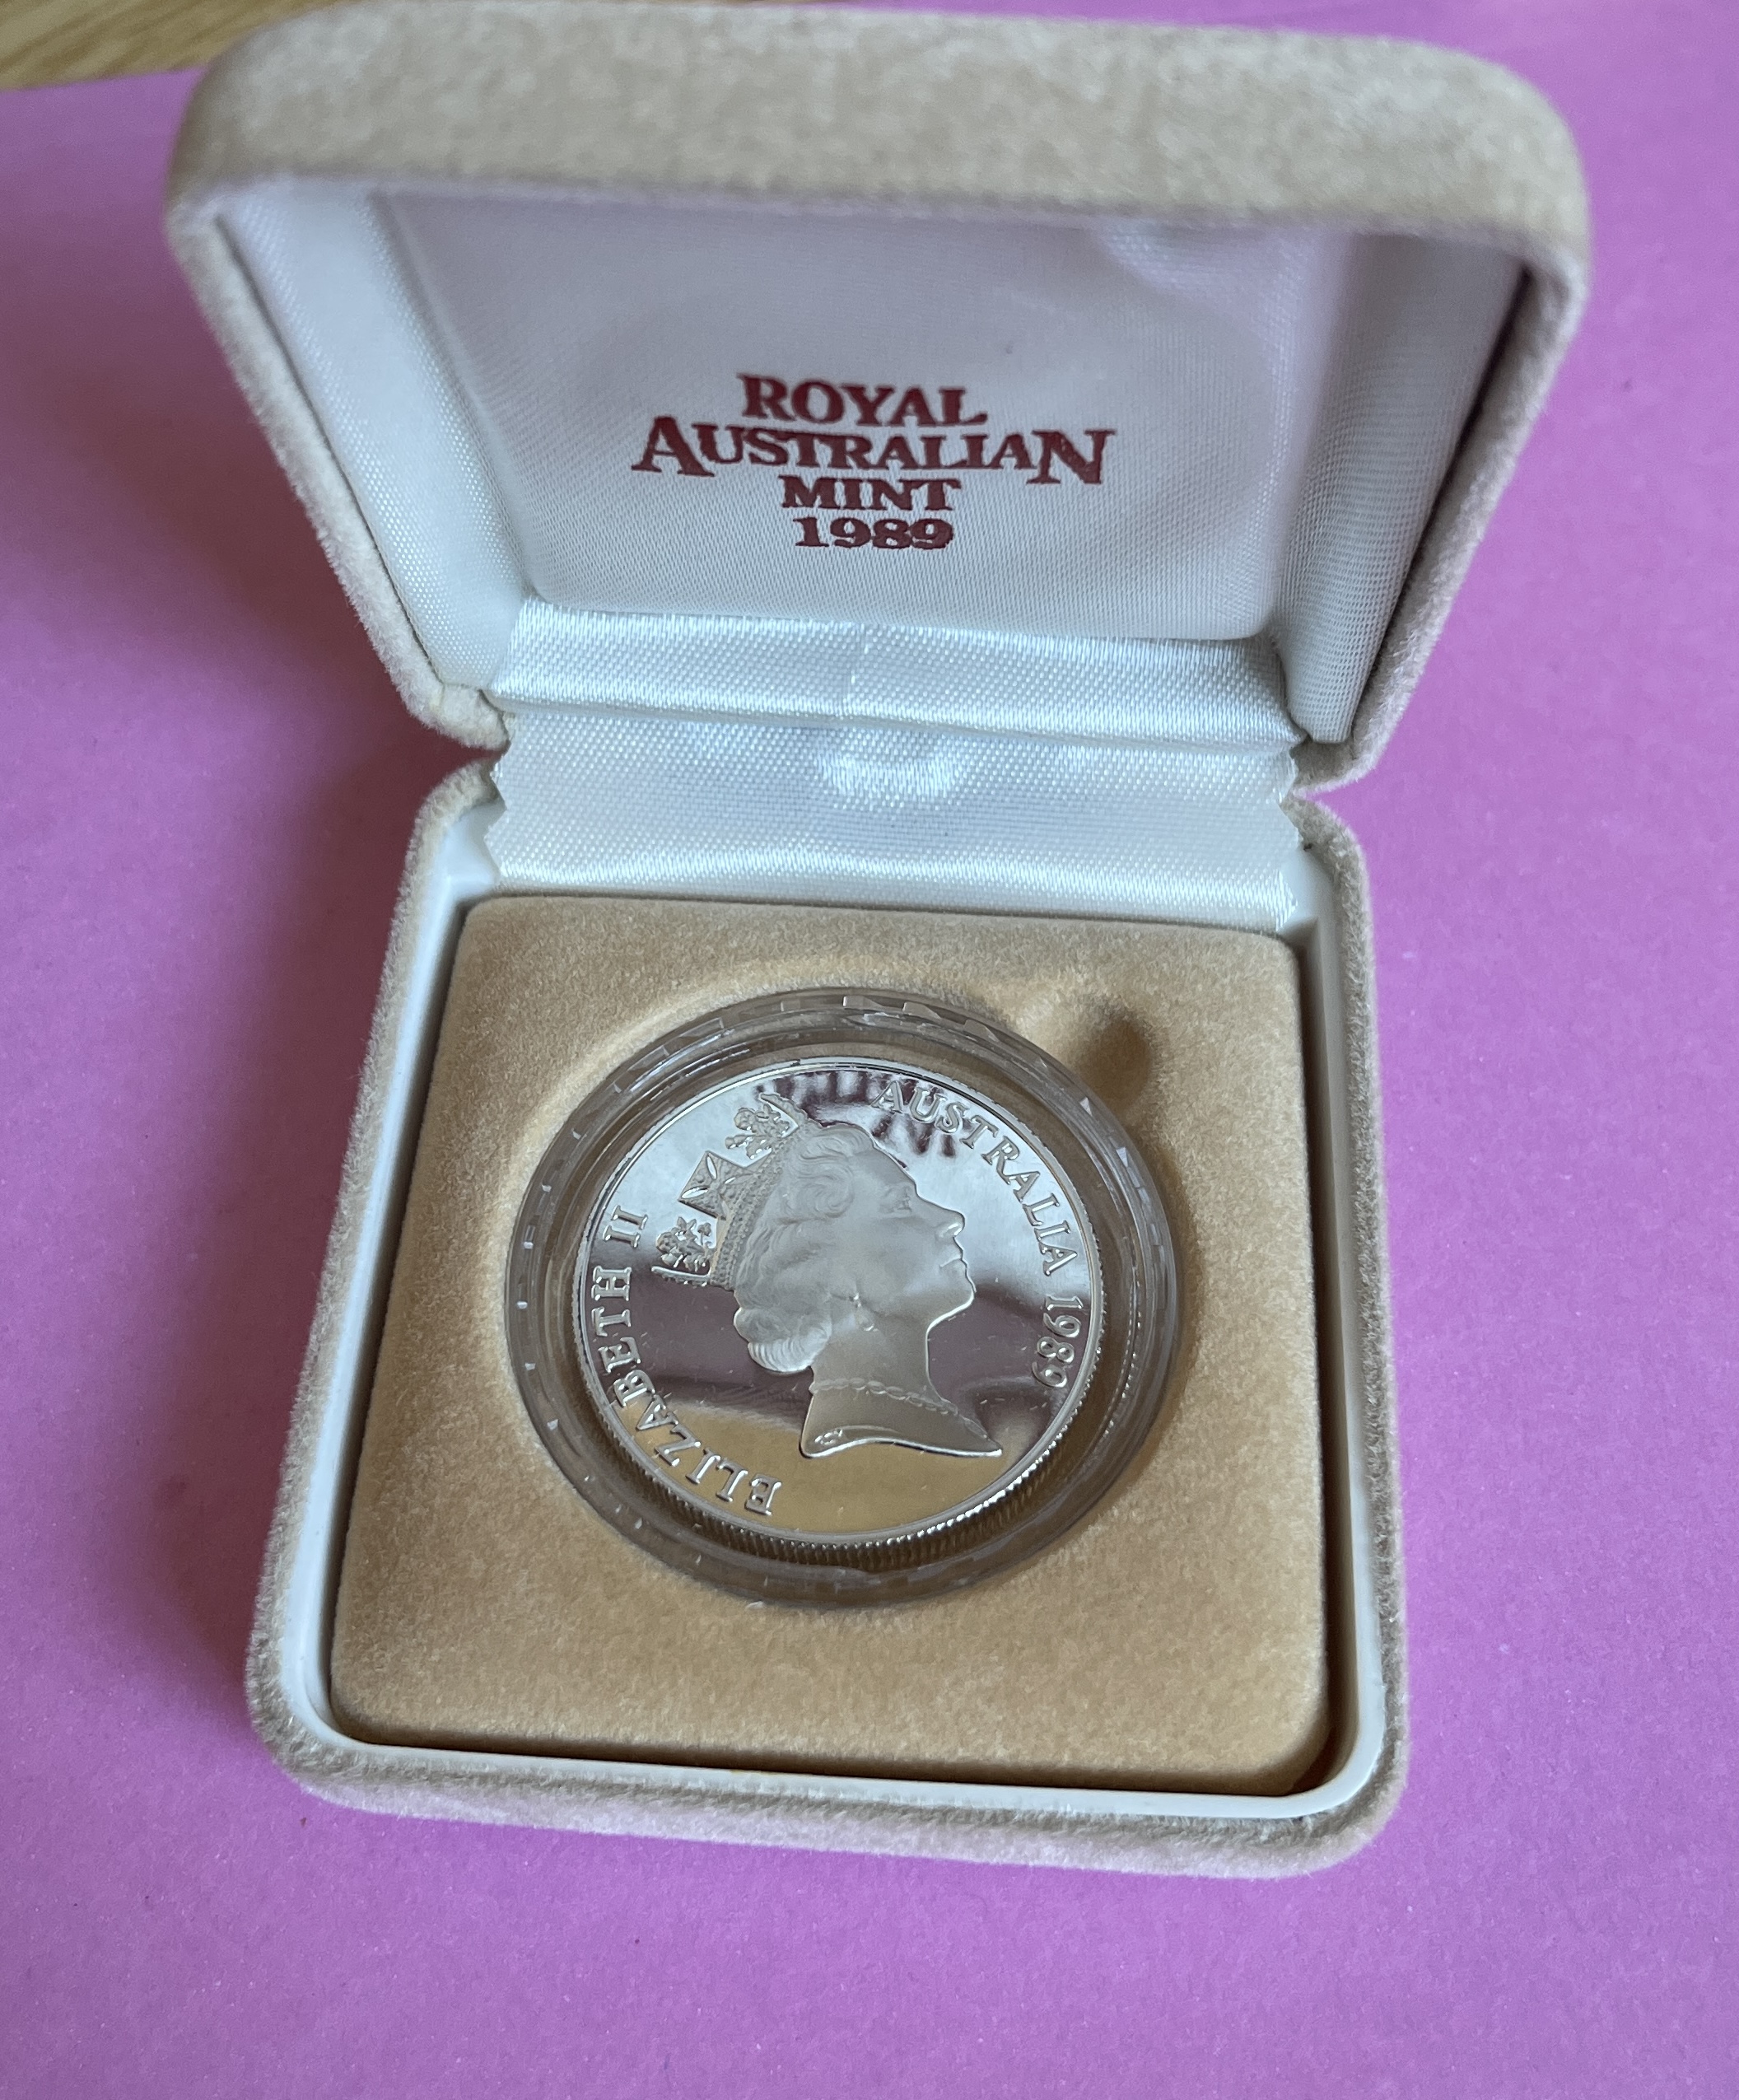 ROYAL
AUSTRALIAN
MINT
1989
ELIZABETH II
AUSTRALIA 1989